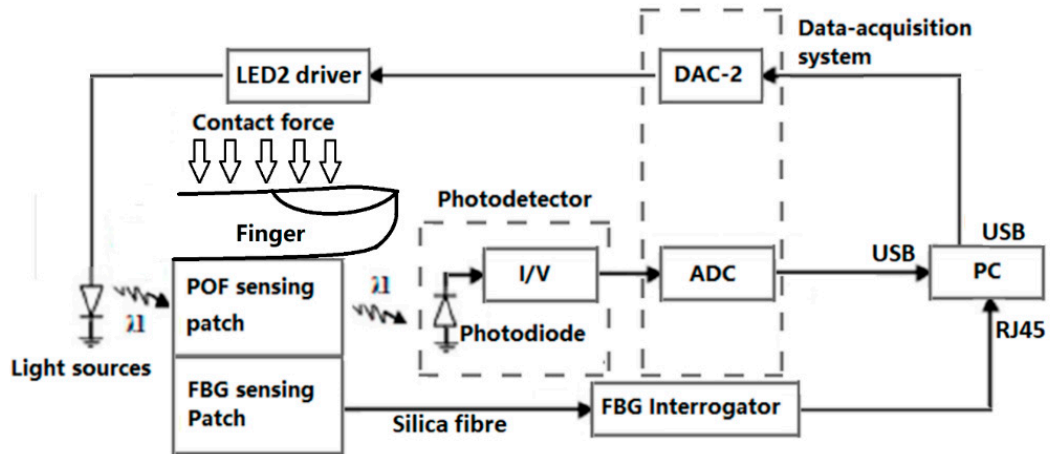 Data-acquisition
system
LED2 driver
DAC-2
Contact force
Photodetector
Finger
USB
USB
I/V
ADC
PC
POF sensing
patch
λ1
λ1
Photodiode
RJ45
Light sources
FBG sensing
Patch
Silica fibre
FBG Interrogator